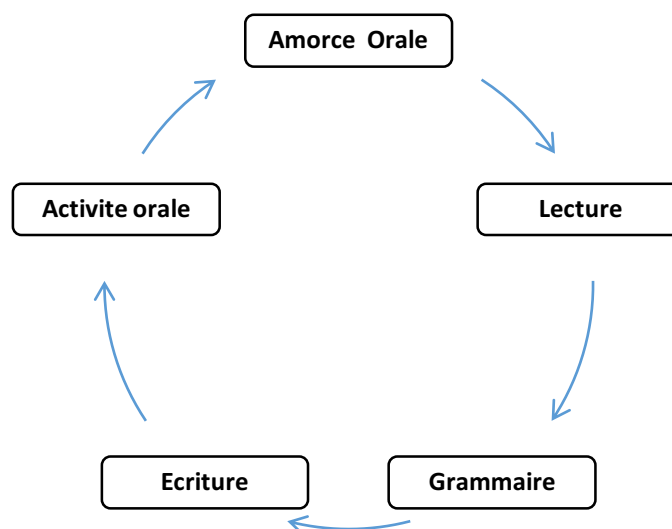 Amorce Orale
Activite orale
Lecture
Ecriture
Grammaire